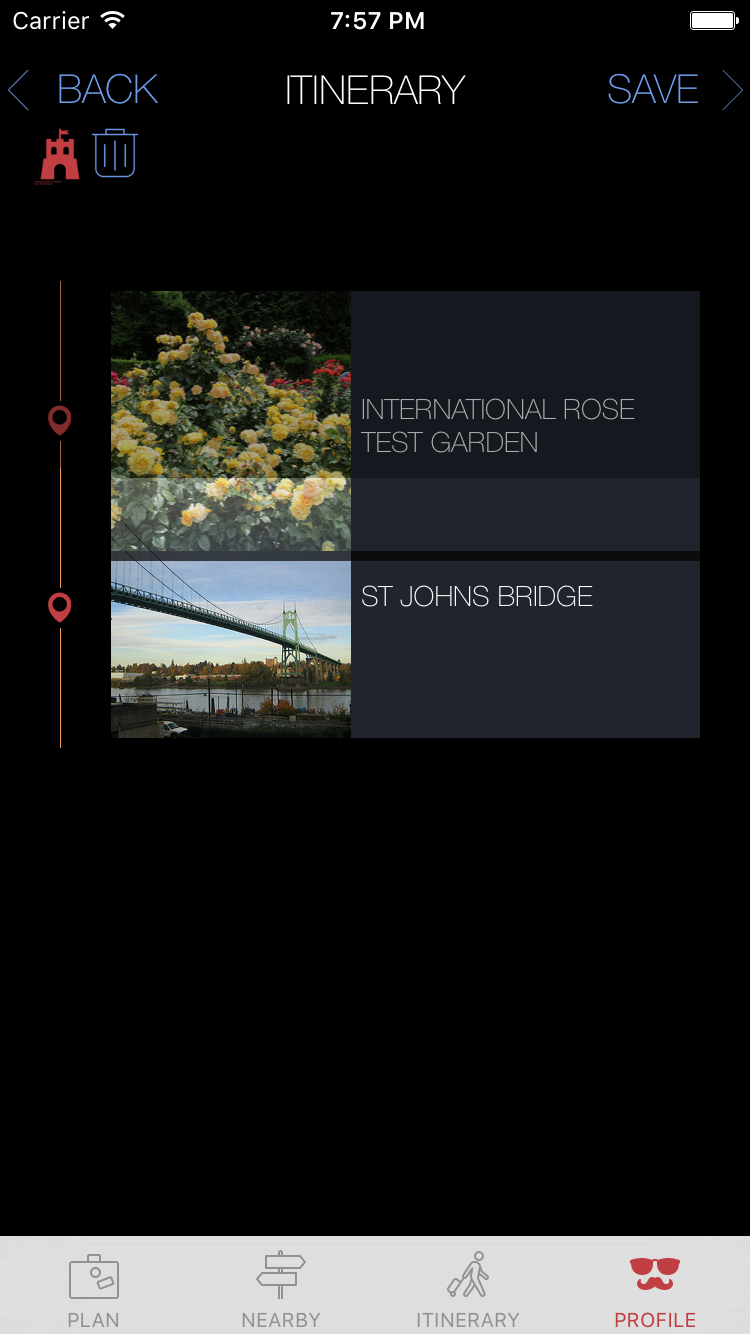 Carrier 7:57 PM
BACK ITINERARY SAVE
INTERNATIONAL ROSE
TEST GARDEN
ST JOHNS BRIDGE
PLAN NEARBY ITINERARY PROFILE